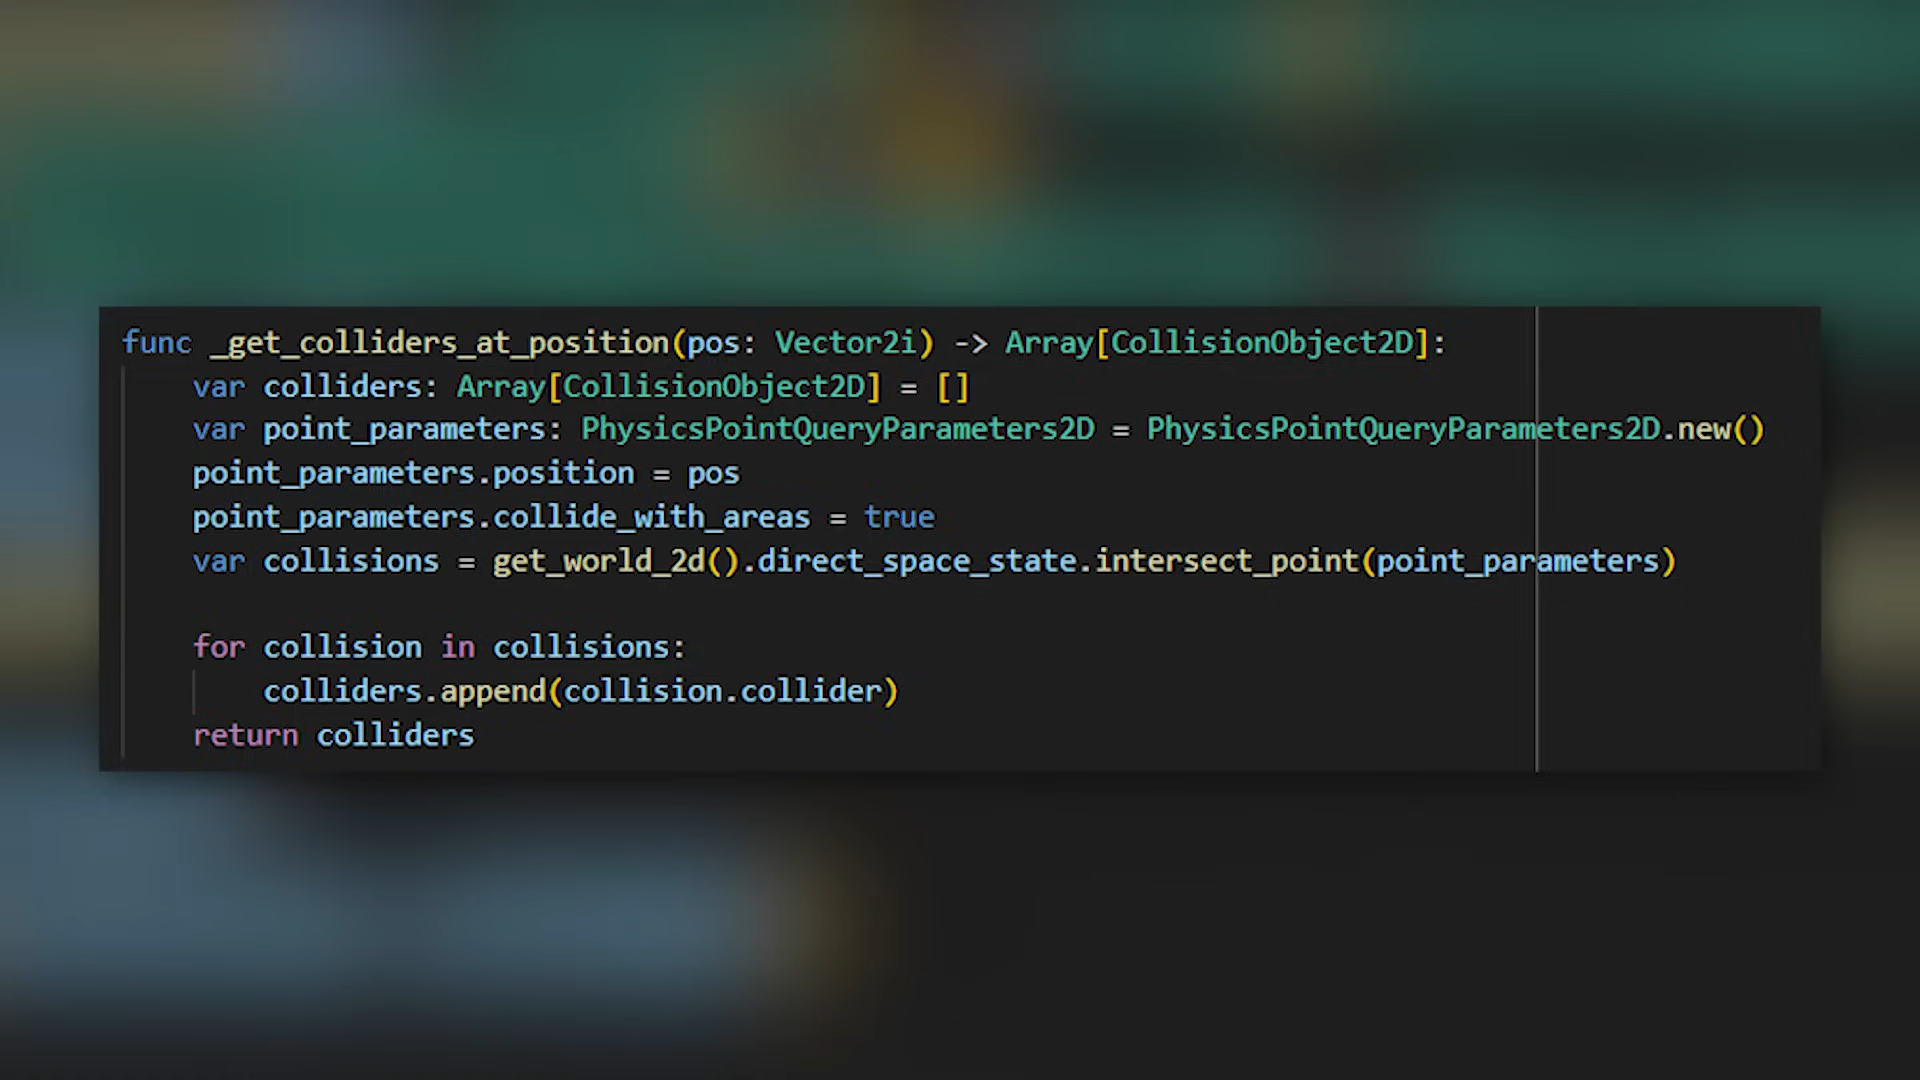 func _get_colliders_at_position(pos: Vector2i) -> Array[CollisionObject2D]:
    var colliders: Array[CollisionObject2D] = []
    var point_parameters: PhysicsPointQueryParameters2D = PhysicsPointQueryParameters2D.new()
    point_parameters.position = pos
    point_parameters.collide_with_areas = true
    var collisions = get_world_2d().direct_space_state.intersect_point(point_parameters)
    for collision in collisions:
        colliders.append(collision.collider)
    return colliders